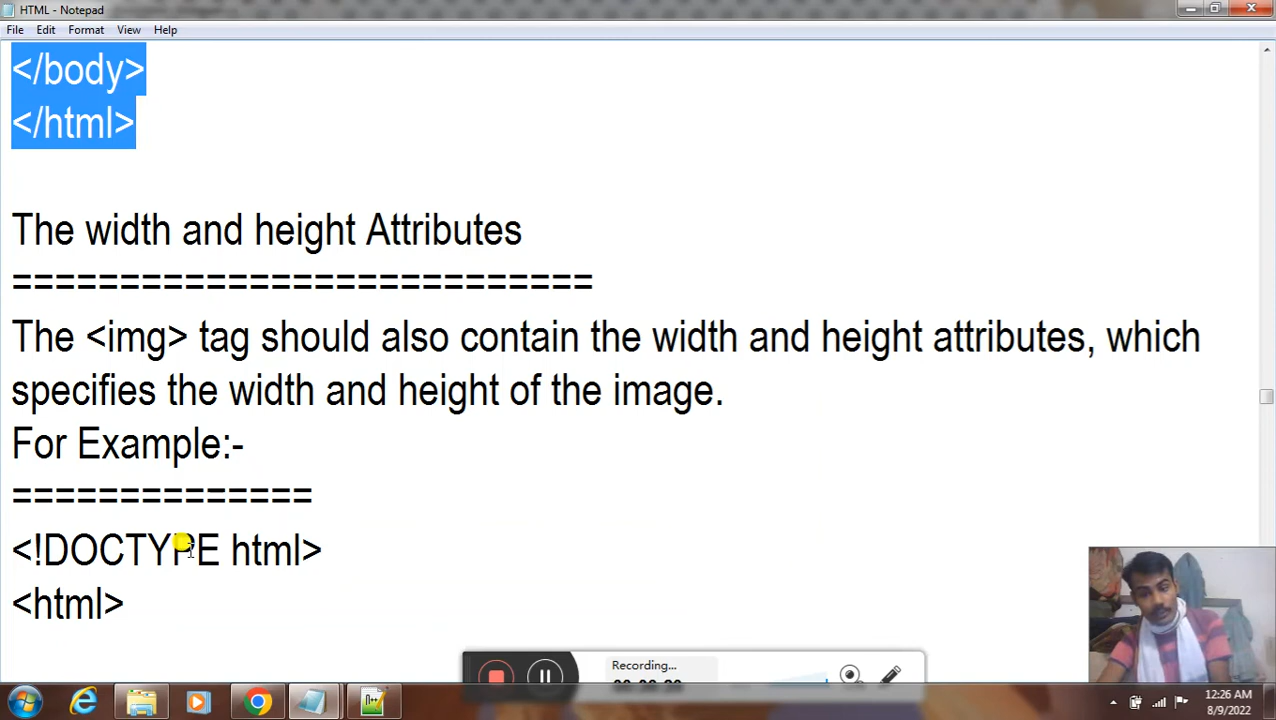 HTML - Notepad
File Edit Format View Help
</body>
</html>
The width and height Attributes
===========================
The <img> tag should also contain the width and height attributes, which
specifies the width and height of the image.
For Example:-
==============
<!DOCTYPE html>
<html>
Recording...
12:26 AM
8/9/2022